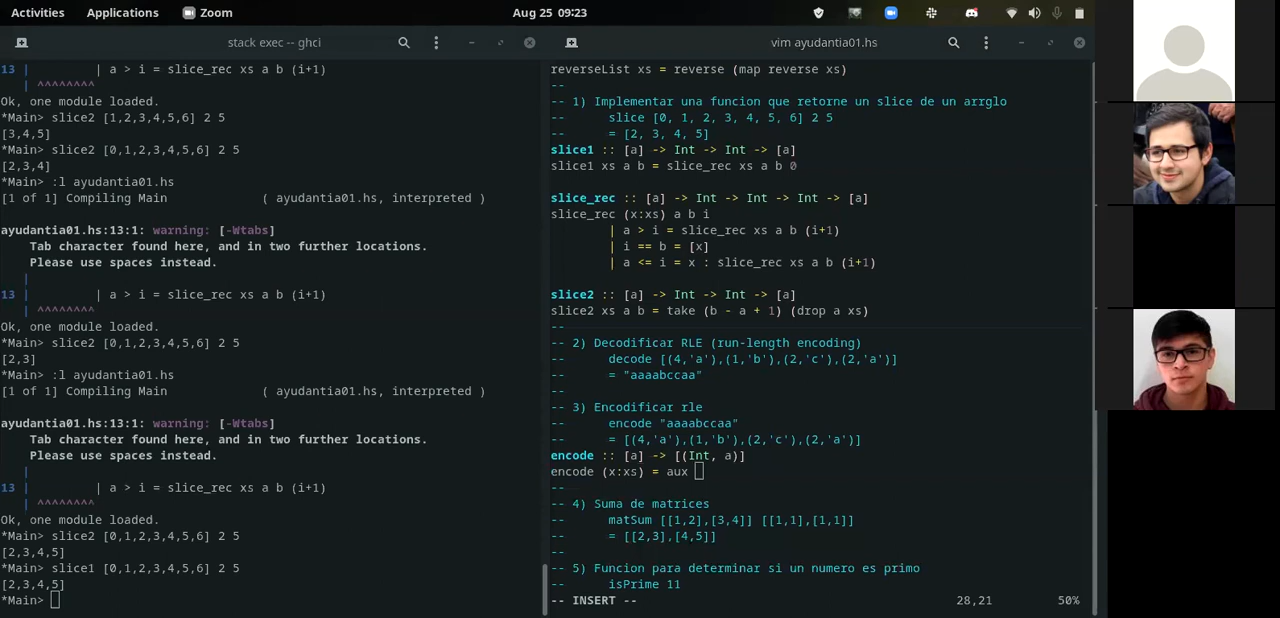 Activities Applications Zoom Aug 25 09:23
stack exec -- ghci
13 | | a > i = slice_rec xs a b (i+1)
| ^^^^^^^^
Ok, one module loaded.
*Main> slice2 [1,2,3,4,5,6] 2 5
[3,4,5]
*Main> slice2 [0,1,2,3,4,5,6] 2 5
[2,3,4]
*Main> :l ayudantia01.hs
[1 of 1] Compiling Main ( ayudantia01.hs, interpreted )
ayudantia01.hs:13:1: warning: [-Wtabs]
Tab character found here, and in two further locations.
Please use spaces instead.
|
13 | | a > i = slice_rec xs a b (i+1)
| ^^^^^^^^
Ok, one module loaded.
*Main> slice2 [0,1,2,3,4,5,6] 2 5
[2,3]
*Main> :l ayudantia01.hs
[1 of 1] Compiling Main ( ayudantia01.hs, interpreted )
ayudantia01.hs:13:1: warning: [-Wtabs]
Tab character found here, and in two further locations.
Please use spaces instead.
|
13 | | a > i = slice_rec xs a b (i+1)
| ^^^^^^^^
Ok, one module loaded.
*Main> slice2 [0,1,2,3,4,5,6] 2 5
[2,3,4,5]
*Main> slice1 [0,1,2,3,4,5,6] 2 5
[2,3,4,5]
*Main>
vim ayudantia01.hs
reverseList xs = reverse (map reverse xs)
--
-- 1) Implementar una funcion que retorne un slice de un arrglo
-- slice [0, 1, 2, 3, 4, 5, 6] 2 5
-- = [2, 3, 4, 5]
slice1 :: [a] -> Int -> Int -> [a]
slice1 xs a b = slice_rec xs a b 0
slice_rec :: [a] -> Int -> Int -> Int -> [a]
slice_rec (x:xs) a b i
| a > i = slice_rec xs a b (i+1)
| i == b = [x]
| a <= i = x : slice_rec xs a b (i+1)
slice2 :: [a] -> Int -> Int -> [a]
slice2 xs a b = take (b - a + 1) (drop a xs)
--
-- 2) Decodificar RLE (run-length encoding)
-- decode [(4,'a'),(1,'b'),(2,'c'),(2,'a')]
-- = "aaaabccaa"
--
-- 3) Encodificar rle
-- encode "aaaabccaa"
-- = [(4,'a'),(1,'b'),(2,'c'),(2,'a')]
encode :: [a] -> [(Int, a)]
encode (x:xs) = aux
--
-- 4) Suma de matrices
-- matSum [[1,2],[3,4]] [[1,1],[1,1]]
-- = [[2,3],[4,5]]
--
-- 5) Funcion para determinar si un numero es primo
-- isPrime 11
-- INSERT -- 28,21 50%